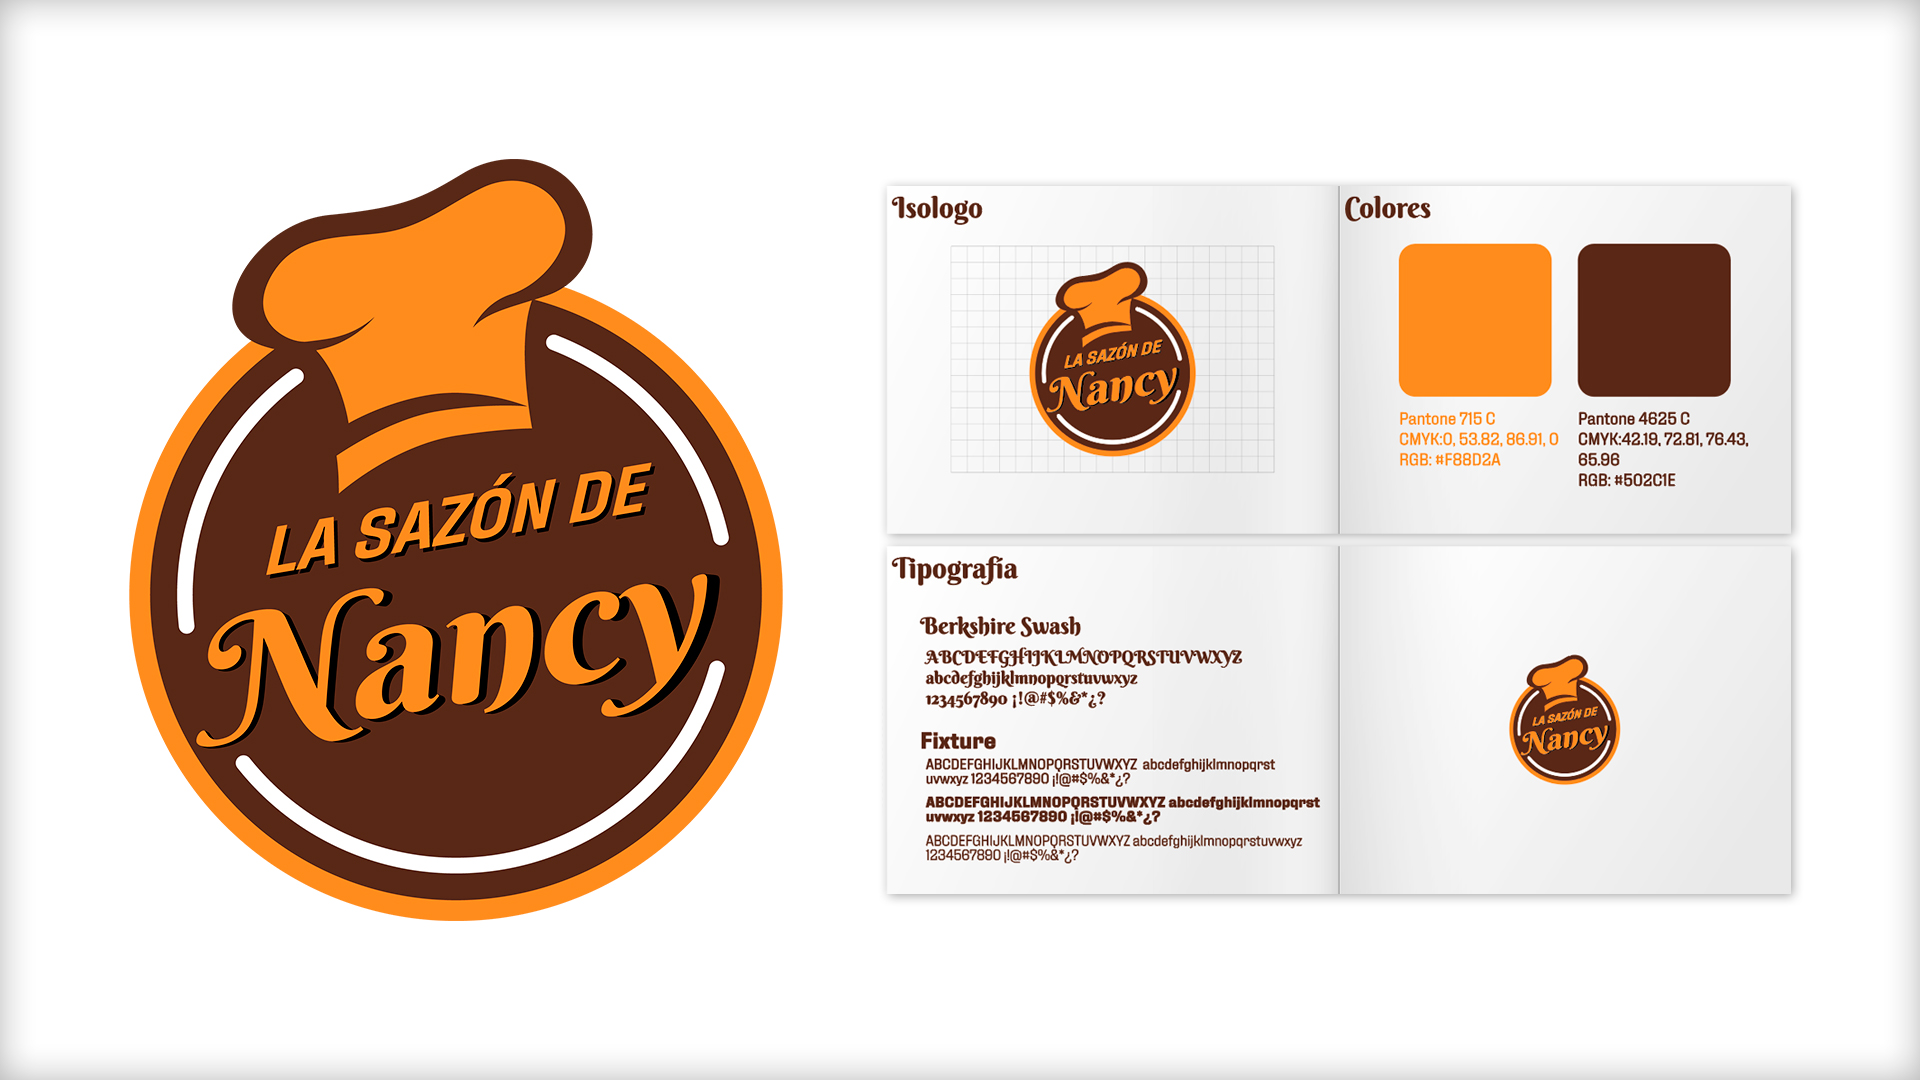 LA SAZÓN DE
Nancy
Isologo
LA SAZÓN DE
Nancy
Colores
Pantone 715 C
CMYK:0, 53.82, 86.91, 0
RGB: #F88D2A
Pantone 4625 C
CMYK:42.19, 72.81, 76.43,
65.96
RGB: #502C1E
Tipografia
Berkshire Swash
ABCDEFGHIJKLMNOPQRSTUVWXYZ
abcdefghijklmnopqrstuvwxyz
1234567890 ¡!@#$%&*¿?
Fixture
ABCDEFGHIJKLMNOPQRSTUVWXYZ abcdefghijklmnopqrst
uvwxyz 1234567890 ¡!@#$%&*¿?
ABCDEFGHIJKLMNOPQRSTUVWXYZ abcdefghijklmnopqrst
uvwxyz 1234567890 ¡!@#$%&*¿?
ABCDEFGHIJKLMNOPQRSTUVWXYZ abcdefghijklmnopqrstuvwxyz
1234567890 ¡!@#$%&*¿?
LA SAZÓN DE
Nancy